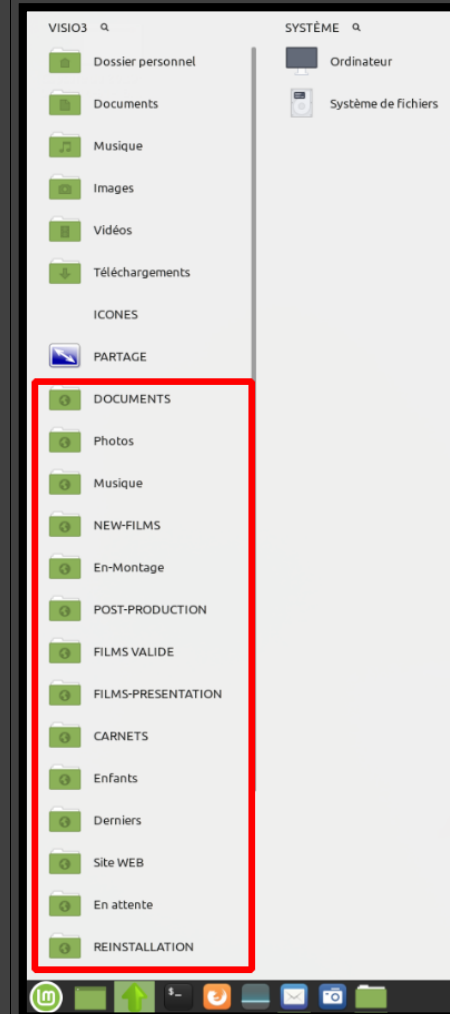 VISIO3
Dossier personnel
Documents
Musique
Images
Vidéos
Téléchargements
ICONES
PARTAGE
DOCUMENTS
Photos
Musique
NEW-FILMS
En-Montage
POST-PRODUCTION
FILMS VALIDE
FILMS-PRESENTATION
CARNETS
Enfants
Derniers
Site WEB
En attente
REINSTALLATION
SYSTÈME
Ordinateur
Système de fichiers